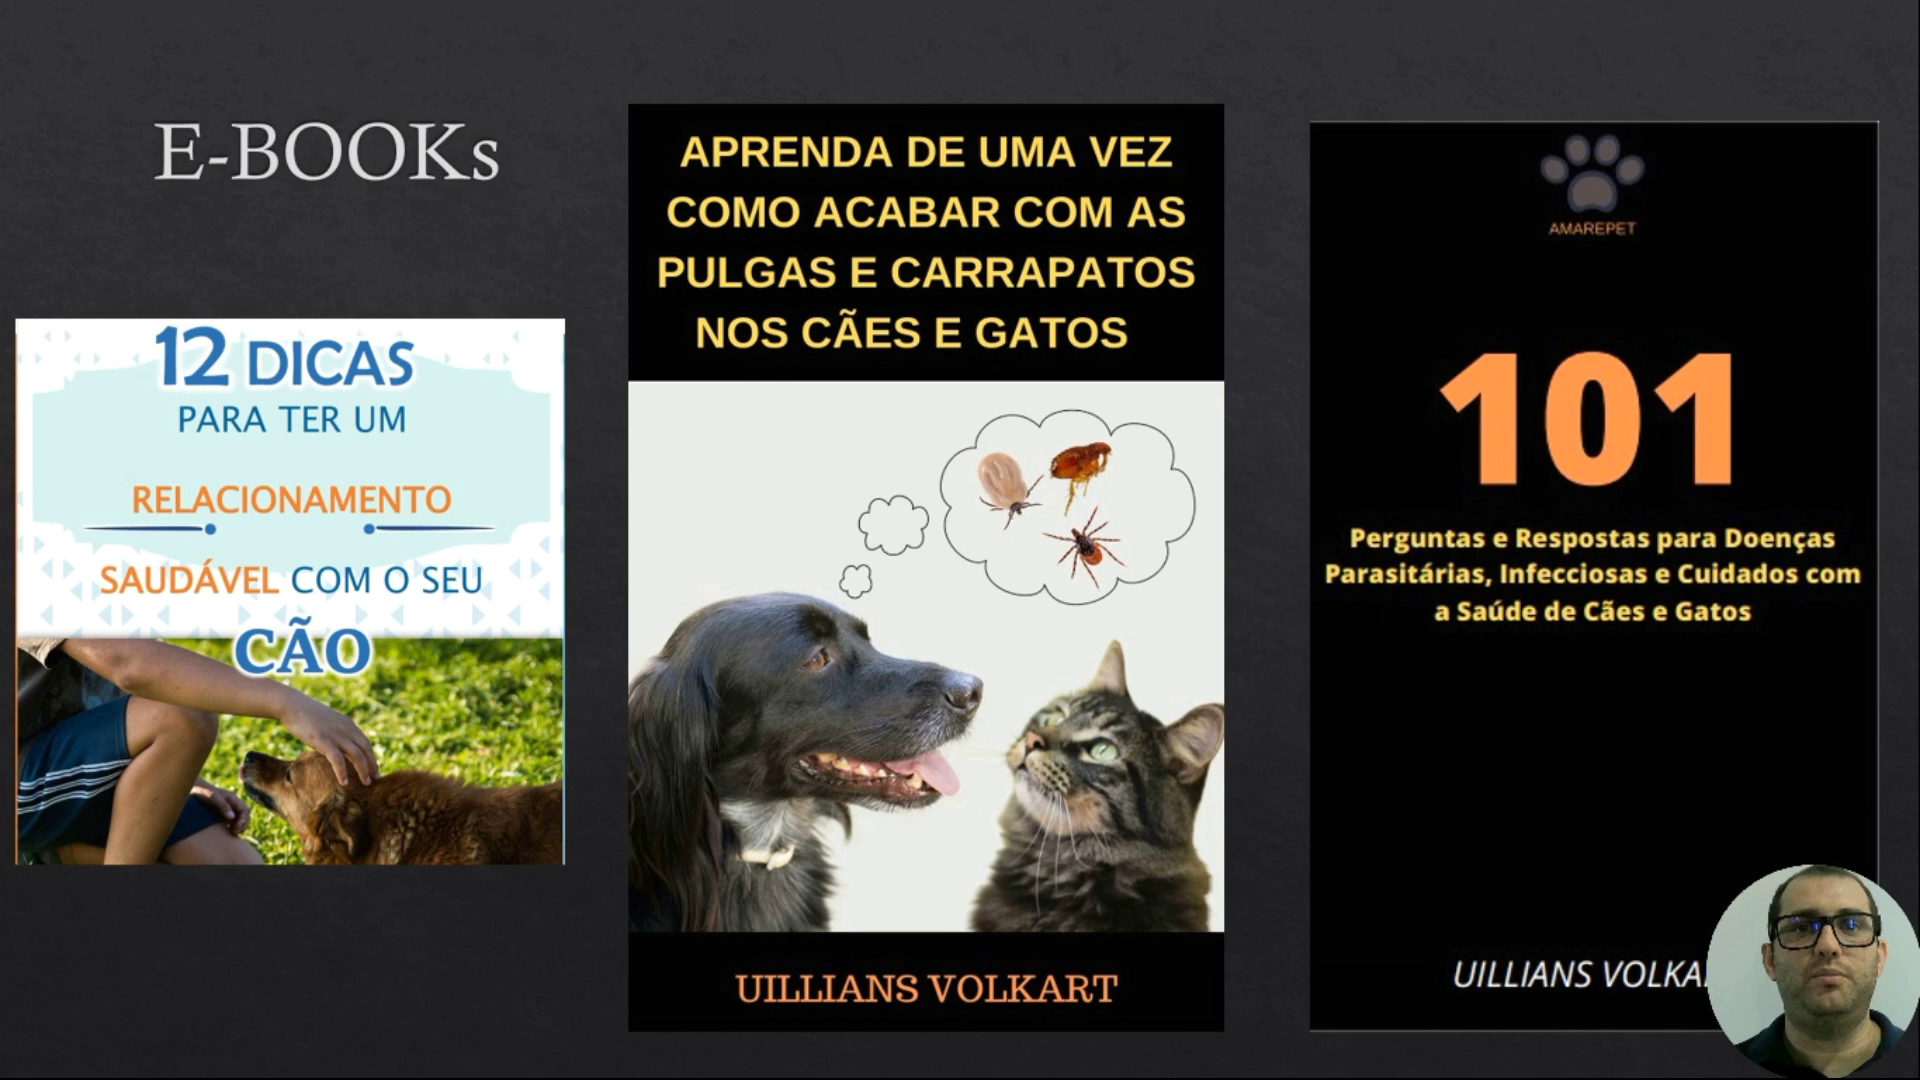 E-BOOKs
12 DICAS
PARA TER UM
RELACIONAMENTO
SAUDÁVEL COM O SEU
CÃO
APRENDA DE UMA VEZ
COMO ACABAR COM AS
PULGAS E CARRAPATOS
NOS CÃES E GATOS
UILLIANS VOLKART
AMAREPET
101
Perguntas e Respostas para Doenças
Parasitárias, Infecciosas e Cuidados com
a Saúde de Cães e Gatos
UILLIANS